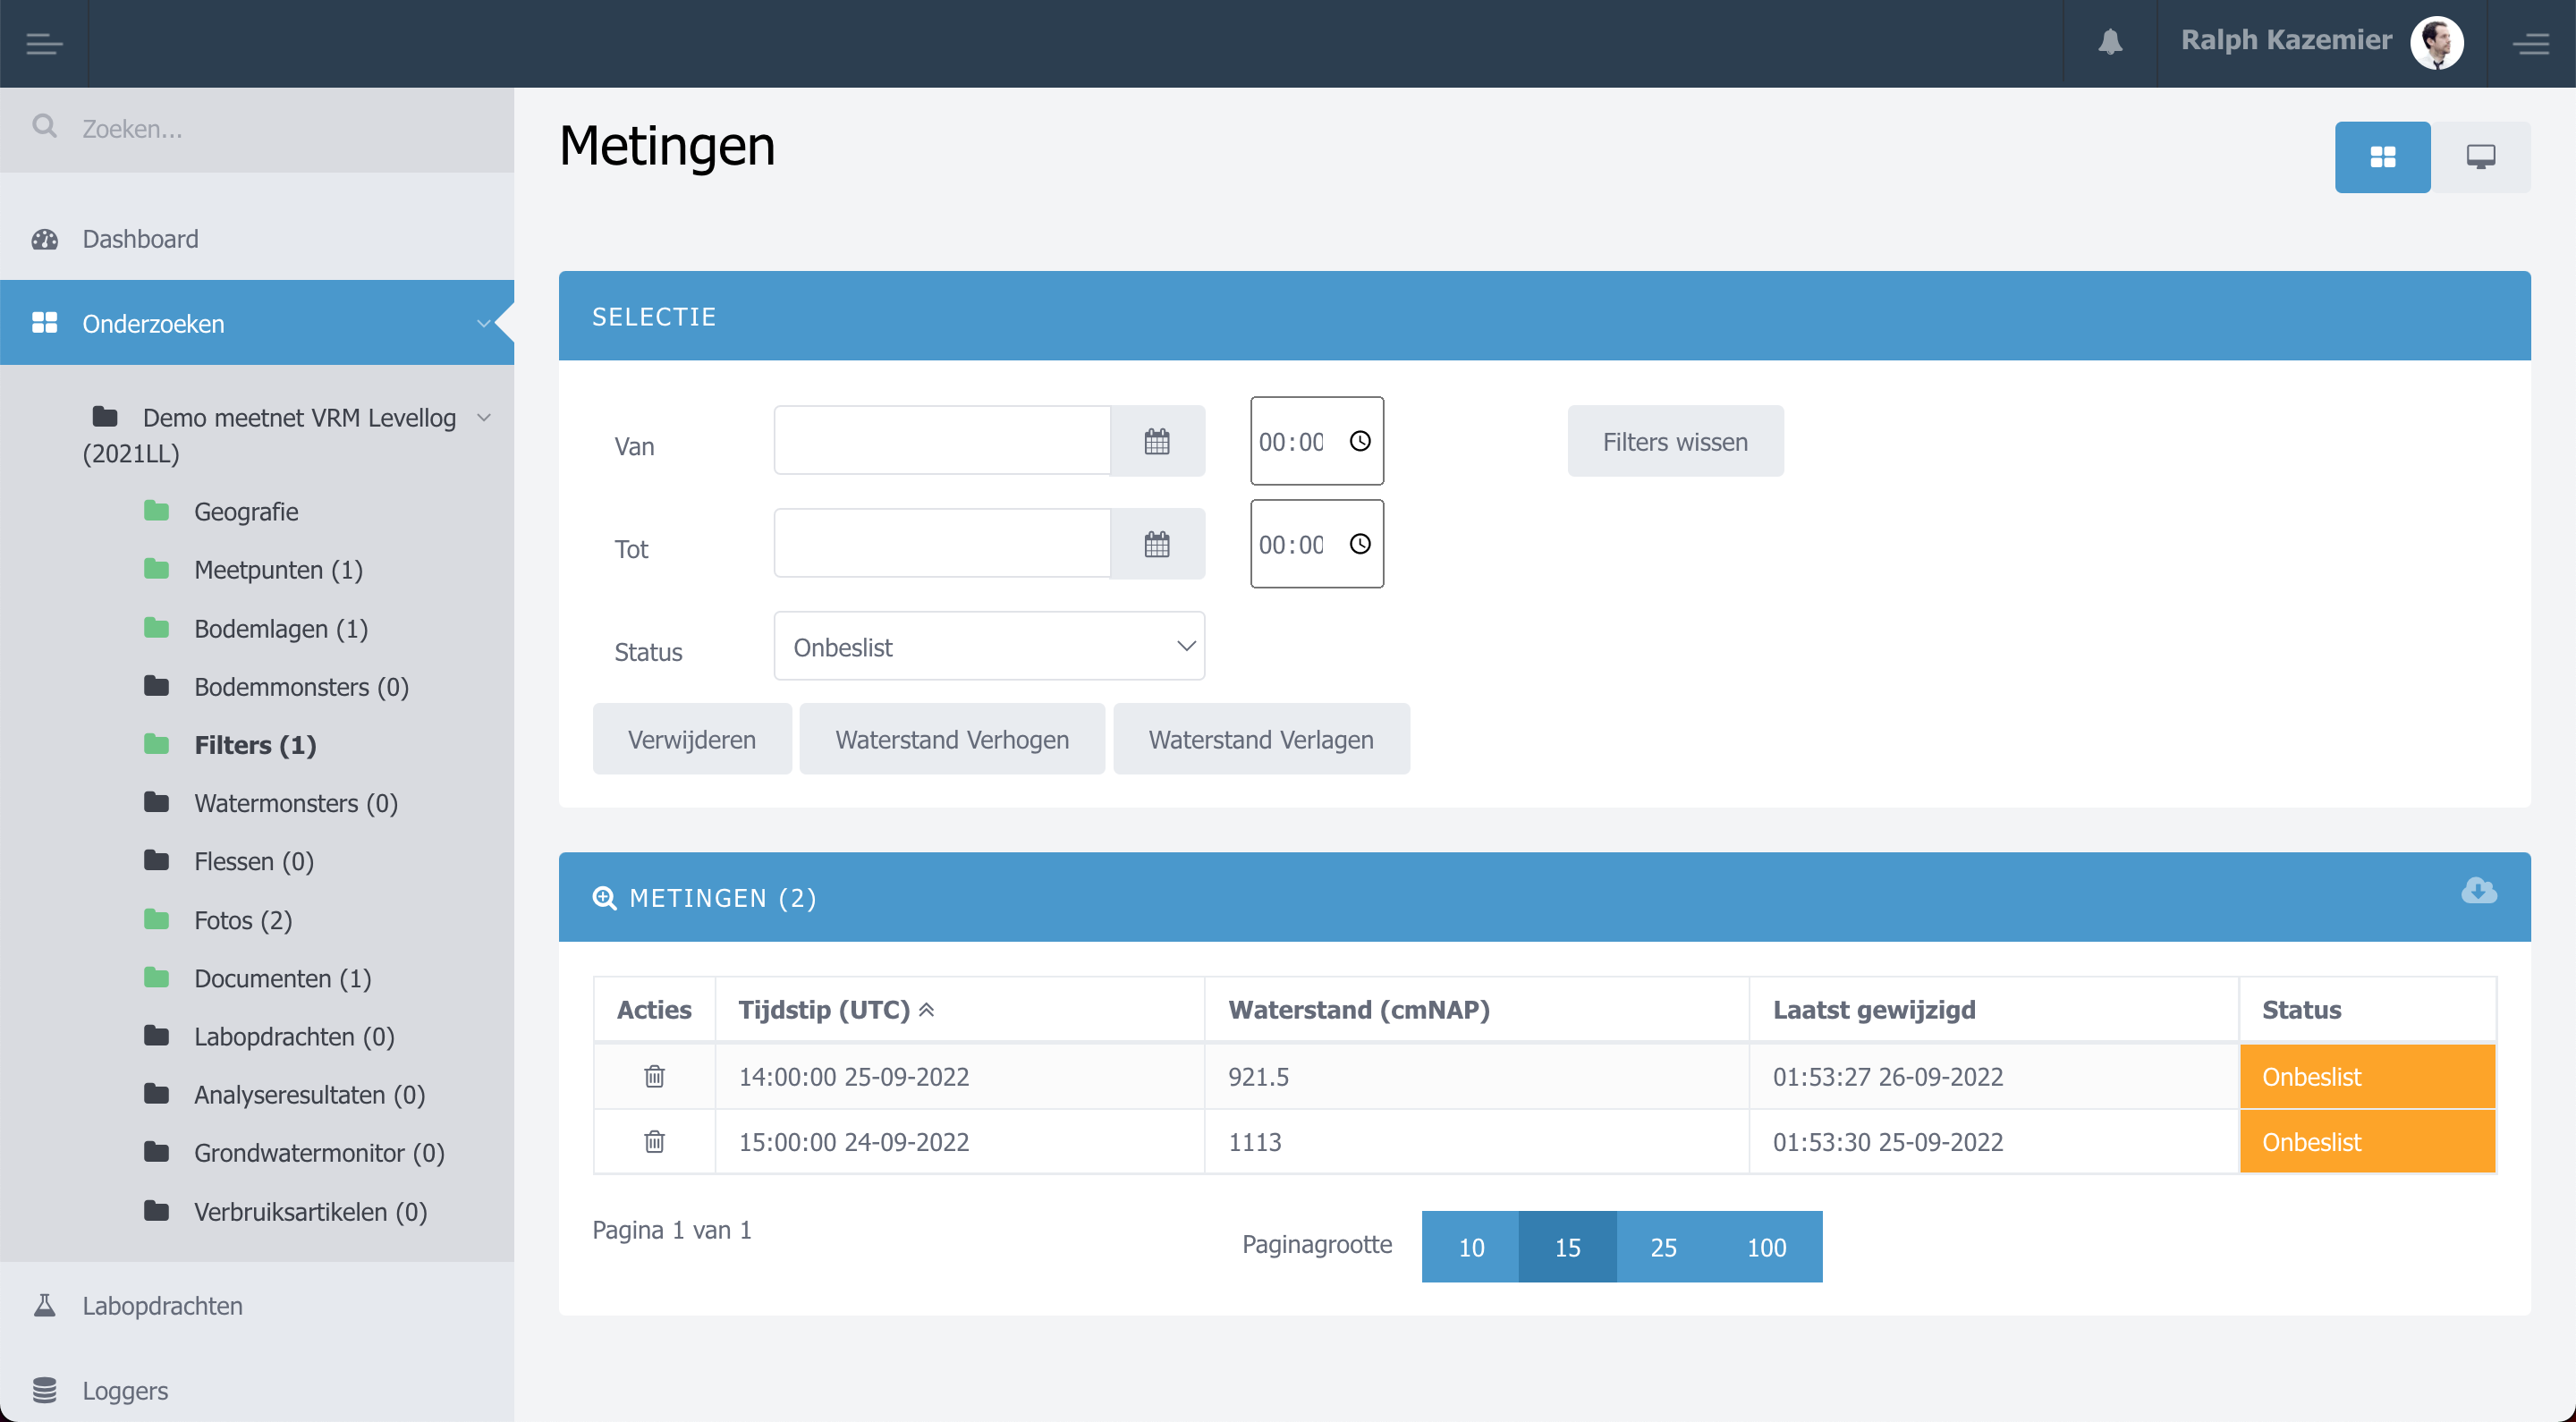 Ralph Kazemier
Zoeken...
Dashboard
Onderzoeken
Demo meetnet VRM Levellog
(2021LL)
Geografie
Meetpunten (1)
Bodemlagen (1)
Bodemmonsters (0)
Filters (1)
Watermonsters (0)
Flessen (0)
Fotos (2)
Documenten (1)
Labopdrachten (0)
Analyseresultaten (0)
Grondwatermonitor (0)
Verbruiksartikelen (0)
Labopdrachten
Loggers
Metingen
SELECTIE
Van 00:00 Filters wissen
Tot 00:00
Status Onbeslist
Verwijderen Waterstand Verhogen Waterstand Verlagen
METINGEN (2)
Acties Tijdstip (UTC) Waterstand (cmNAP) Laatst gewijzigd Status
14:00:00 25-09-2022 921.5 01:53:27 26-09-2022 Onbeslist
15:00:00 24-09-2022 1113 01:53:30 25-09-2022 Onbeslist
Pagina 1 van 1 Paginagrootte 10 15 25 100